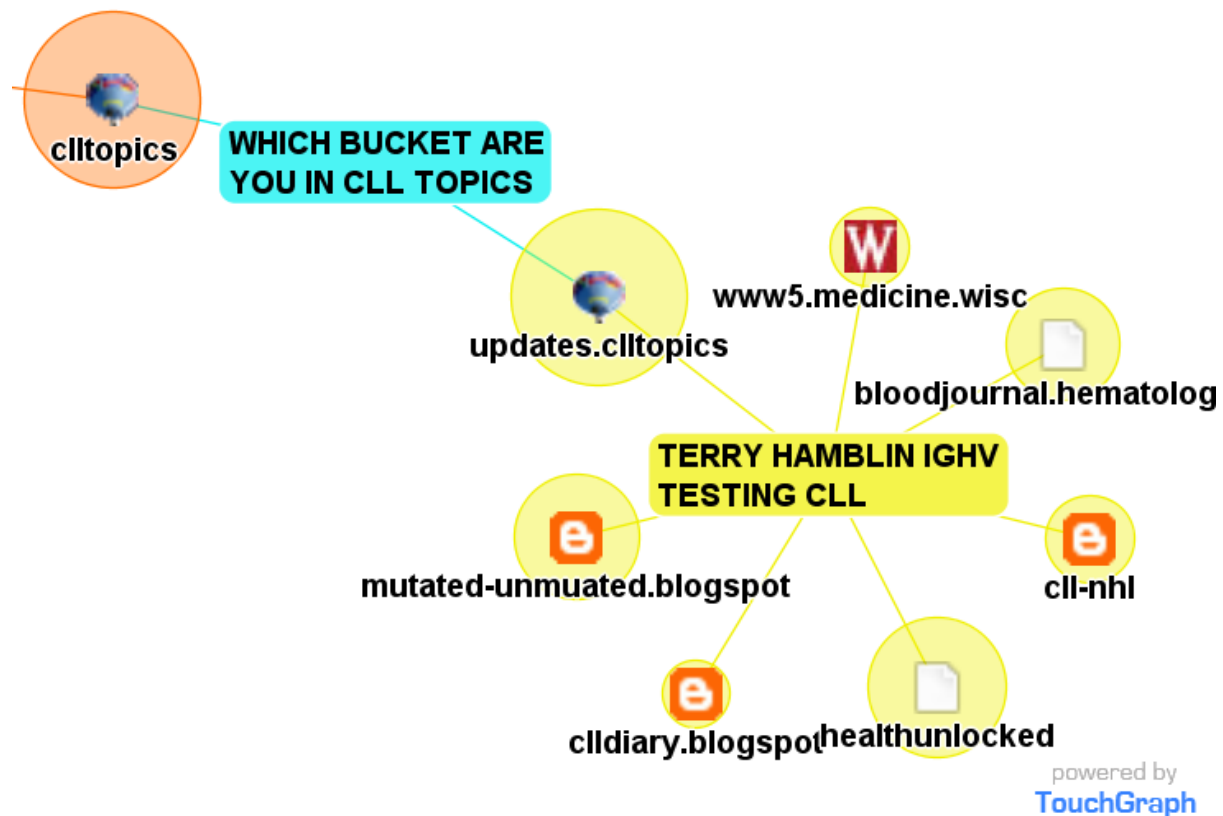 clltopics
WHICH BUCKET ARE
YOU IN CLL TOPICS
W
www5.medicine.wisc
updates.clltopics
bloodjournal.hematolog
TERRY HAMBLIN IGHV
TESTING CLL
mutated-unmuated.blogspot
cll-nhl
clldiary.blogspot
healthunlocked
powered by
TouchGraph